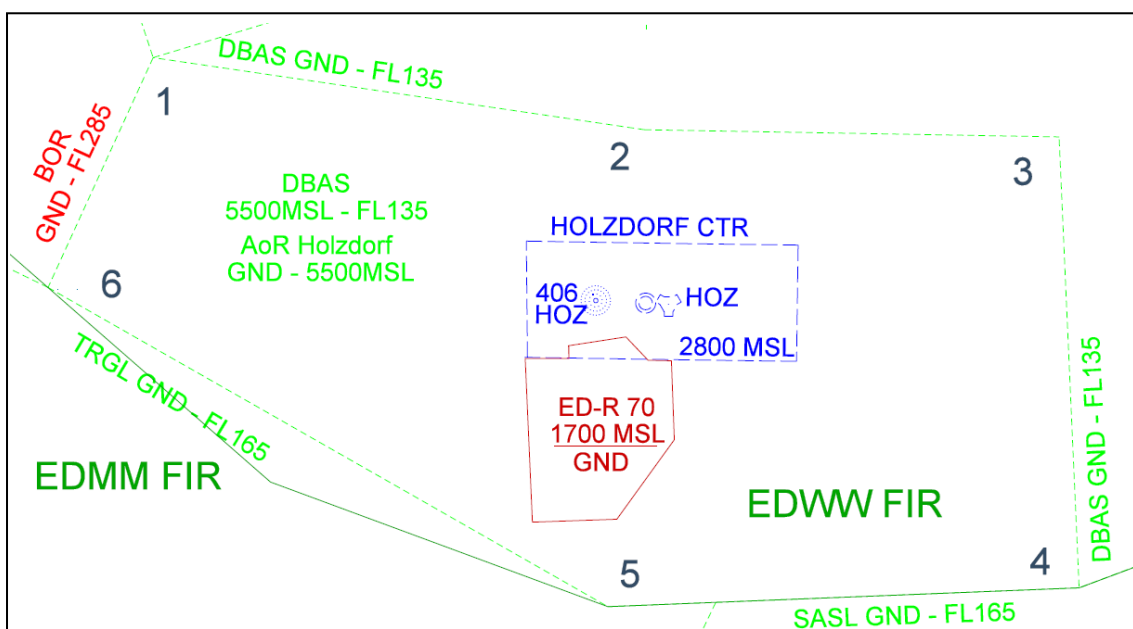 DBAS GND - FL135
1
BOR
GND - FL285
2
3
DBAS
5500MSL - FL135
AoR Holzdorf
GND - 5500MSL
HOLZDORF CTR
6
406
HOZ
HOZ
2800 MSL
TRGL GND - FL165
ED-R 70
1700 MSL
GND
DBAS GND - FL135
EDMM FIR
EDWW FIR
5
4
SASL GND - FL165